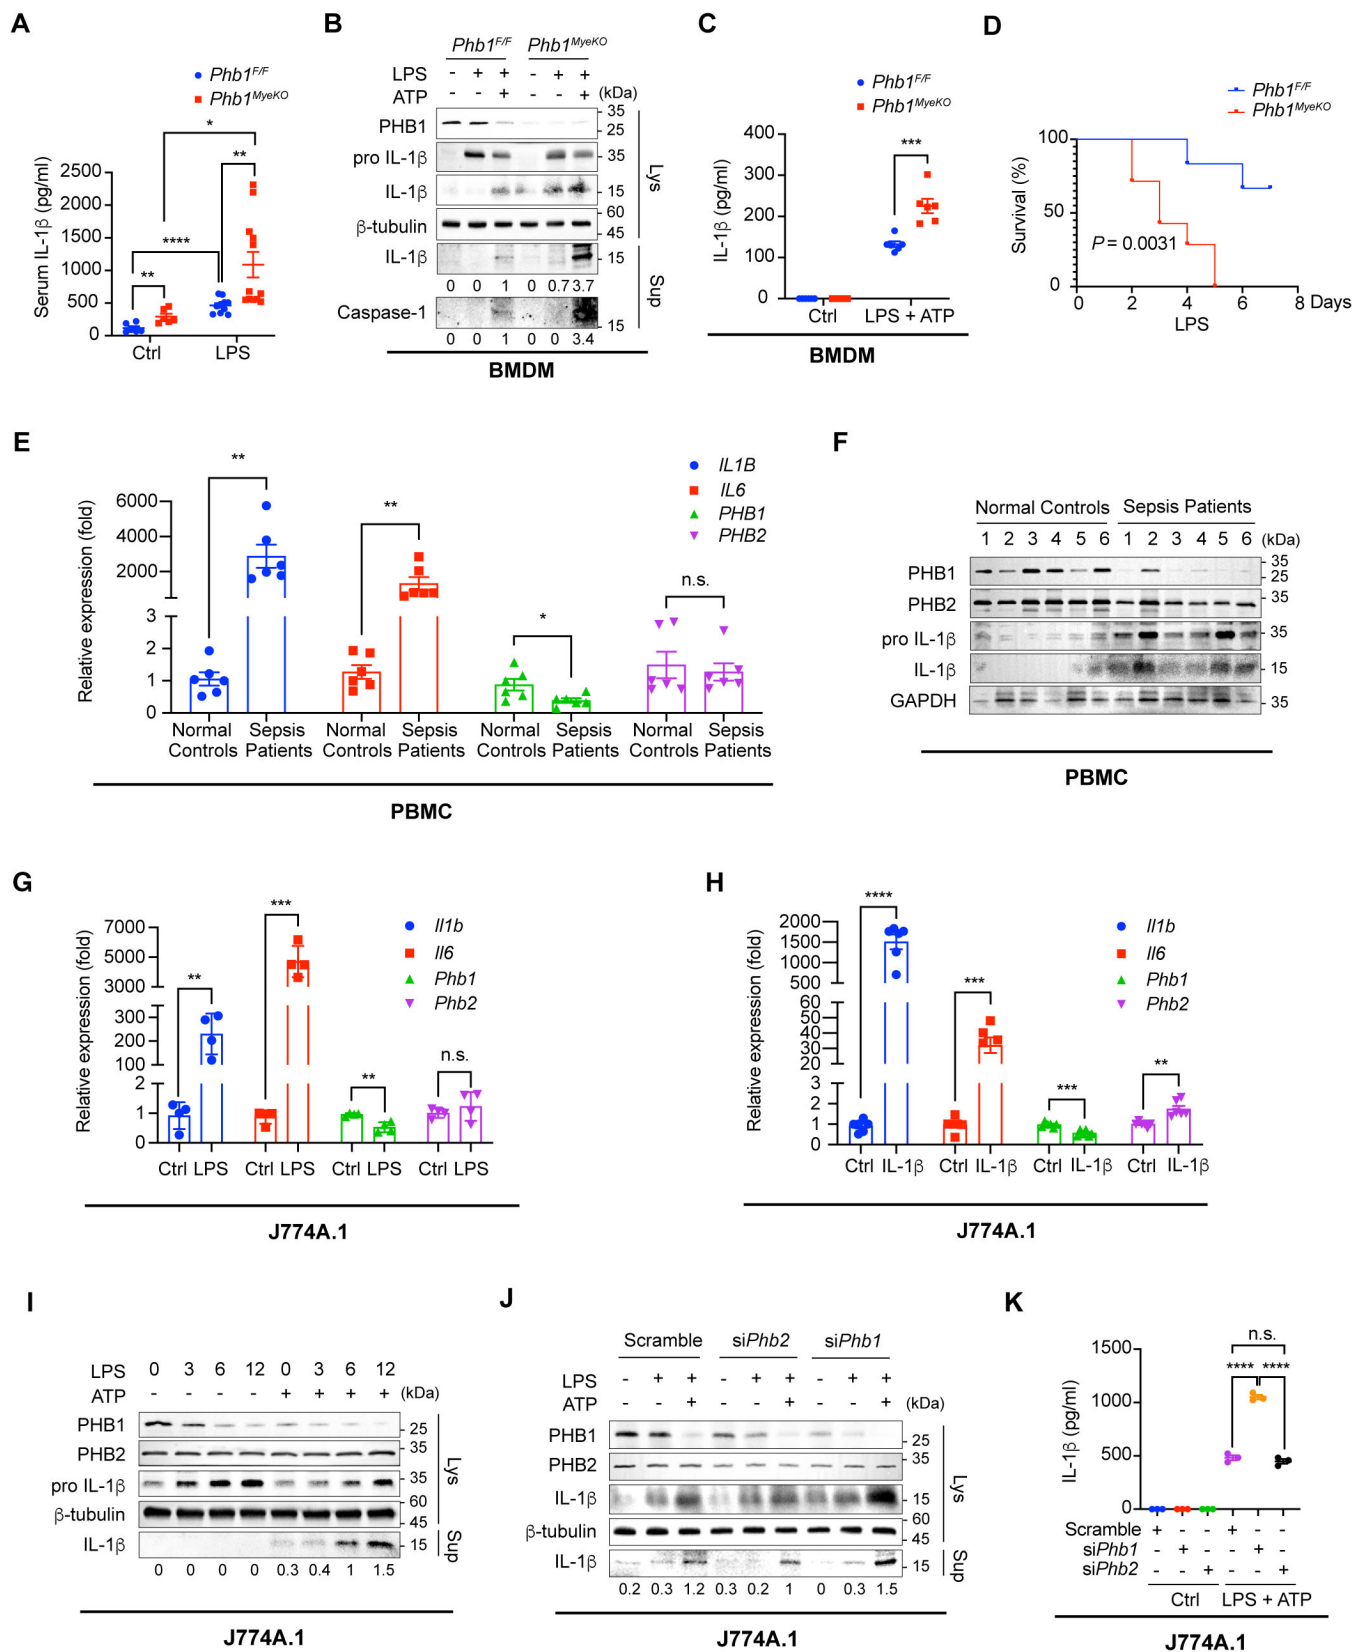 A
Phb1F/F
Phb1MyeKO
*
**
****
**
Serum IL-1β (pg/ml)
2500
2000
1500
1000
500
0
Ctrl LPS
B
Phb1F/F Phb1MyeKO
LPS - + + - + +
ATP - - + - - + (kDa)
PHB1 35 25
pro IL-1β 35
IL-1β 15
β-tubulin 60 45
Lys
IL-1β 15
0 0 1 0 0.7 3.7
Caspase-1 15
0 0 1 0 0 3.4
Sup
BMDM
C
Phb1F/F
Phb1MyeKO
***
IL-1β (pg/ml)
400
300
200
100
0
Ctrl LPS + ATP
BMDM
D
Phb1F/F
Phb1MyeKO
Survival (%)
100
50
0
P = 0.0031
0 2 4 6 8 Days
LPS
E
IL1B
IL6
PHB1
PHB2
** ** * n.s.
Relative expression (fold)
6000
4000
2000
3
2
1
0
Normal Controls Sepsis Patients Normal Controls Sepsis Patients Normal Controls Sepsis Patients Normal Controls Sepsis Patients
PBMC
F
Normal Controls Sepsis Patients
1 2 3 4 5 6 1 2 3 4 5 6 (kDa)
PHB1 35 25
PHB2 35
pro IL-1β 35
IL-1β 15
GAPDH 35
PBMC
G
Il1b
Il6
Phb1
Phb2
** *** ** n.s.
Relative expression (fold)
7000
5000
3000
300
200
100
2
1
0
Ctrl LPS Ctrl LPS Ctrl LPS Ctrl LPS
J774A.1
H
Il1b
Il6
Phb1
Phb2
**** *** *** **
Relative expression (fold)
2000
1500
1000
500
60
50
40
30
20
3
2
1
0
Ctrl IL-1β Ctrl IL-1β Ctrl IL-1β Ctrl IL-1β
J774A.1
I
LPS 0 3 6 12 0 3 6 12
ATP - - - - + + + + (kDa)
PHB1 25
PHB2 35
pro IL-1β 35
β-tubulin 60 45
Lys
IL-1β 15
Sup
0 0 0 0 0.3 0.4 1 1.5
J774A.1
J
Scramble siPhb2 siPhb1
LPS - + + - + + - + +
ATP - - + - - + - - + (kDa)
PHB1 25
PHB2 35
IL-1β 15
β-tubulin 60 45
Lys
IL-1β 15
Sup
0.2 0.3 1.2 0.3 0.2 1 0 0.3 1.5
J774A.1
K
n.s.
**** ****
IL-1β (pg/ml)
1500
1000
500
0
Scramble + - - + - -
siPhb1 - + - - + -
siPhb2 - - + - - +
Ctrl LPS + ATP
J774A.1